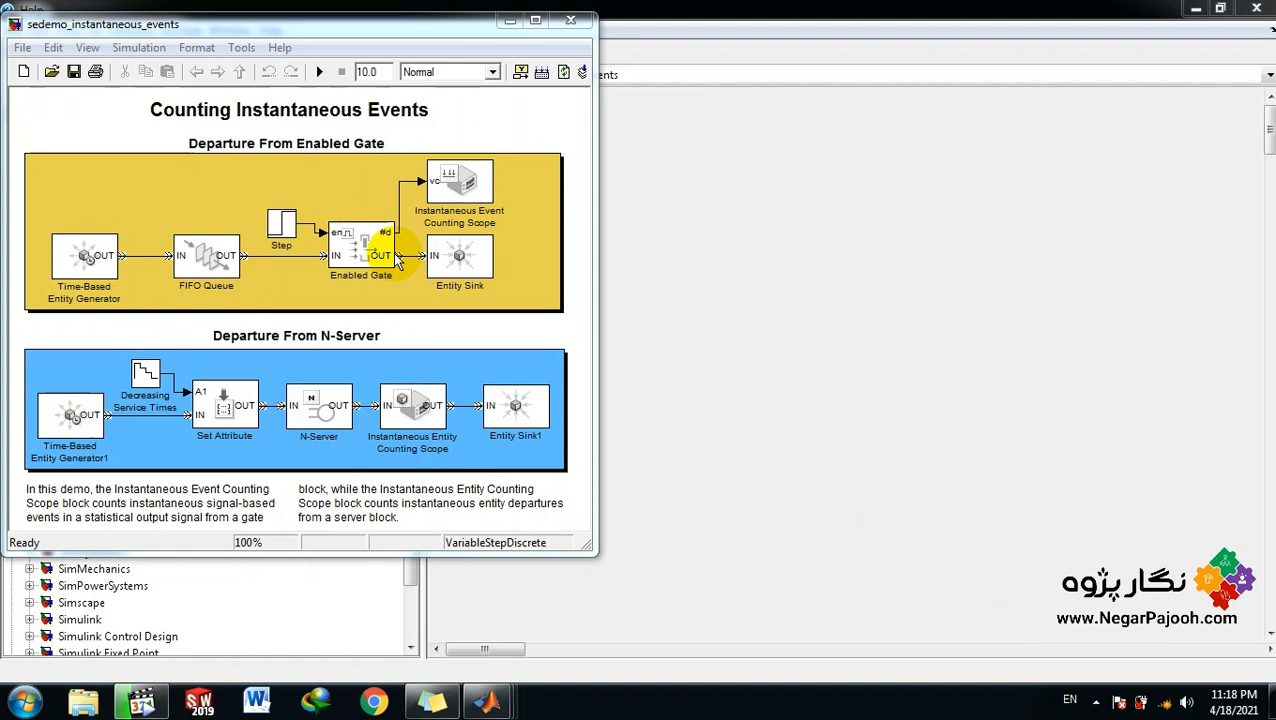 Help
sedemo_instantaneous_events
File Edit View Simulation Format Tools Help
10.0 Normal
ents
Counting Instantaneous Events
Departure From Enabled Gate
Instantaneous Event
Counting Scope
Step
en
#d
IN
OUT
Enabled Gate
OUT
Time-Based
Entity Generator
IN
OUT
FIFO Queue
IN
Entity Sink
Departure From N-Server
Decreasing
Service Times
OUT
Time-Based
Entity Generator1
A1
IN
OUT
Set Attribute
IN
N
OUT
N-Server
IN
OUT
Instantaneous Entity
Counting Scope
IN
Entity Sink1
In this demo, the Instantaneous Event Counting
Scope block counts instantaneous signal-based
events in a statistical output signal from a gate
block, while the Instantaneous Entity Counting
Scope block counts instantaneous entity departures
from a server block.
Ready 100% VariableStepDiscrete
SimMechanics
SimPowerSystems
Simscape
Simulink
Simulink Control Design
Simulink Fixed Point
نگار پژوه
www.NegarPajooh.com
SW
2019
EN
11:18 PM
4/18/2021